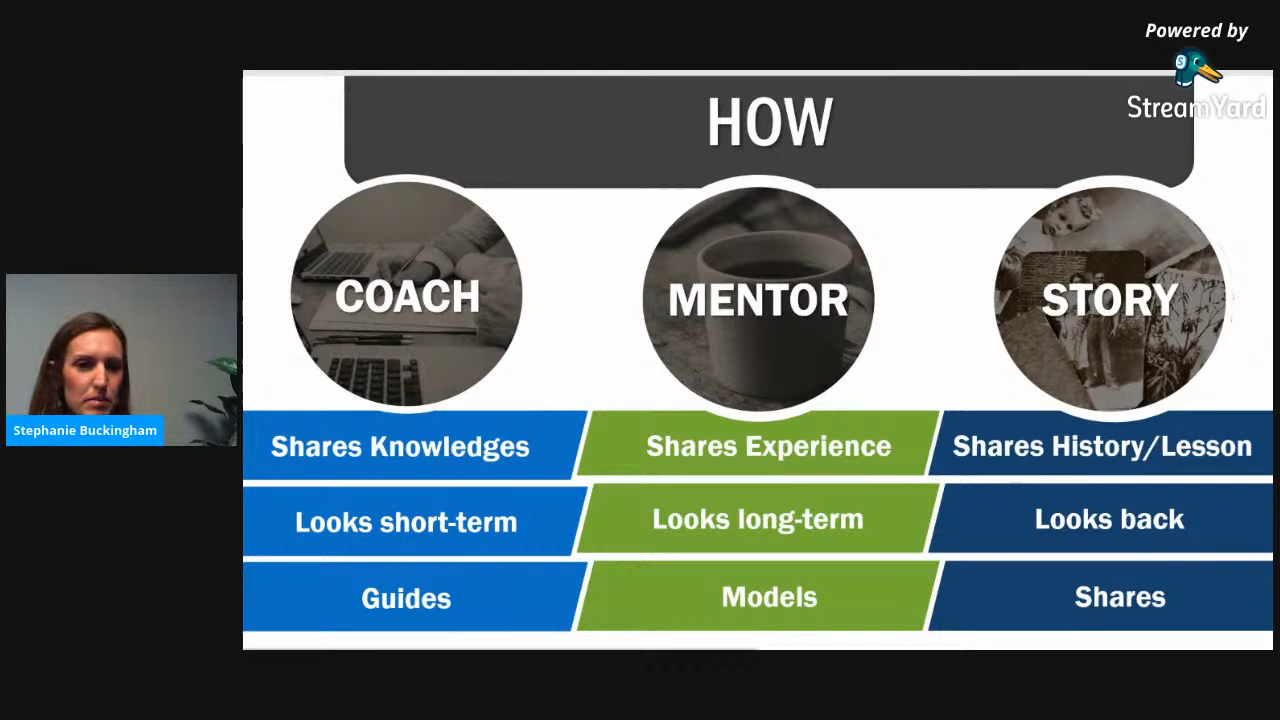 Powered by
StreamYard
HOW
COACH
MENTOR
STORY
Shares Knowledges
Shares Experience
Shares History/Lesson
Looks short-term
Looks long-term
Looks back
Guides
Models
Shares
Stephanie Buckingham